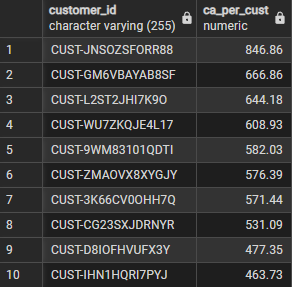 customer_id ca_per_cust
character varying (255) numeric
1 CUST-JNSOZSFORR88 846.86
2 CUST-GM6VBAYAB8SF 666.86
3 CUST-L2ST2JHI7K9O 644.18
4 CUST-WU7ZKQJE4L17 608.93
5 CUST-9WM83101QDTI 582.03
6 CUST-ZMAOVX8XYGJY 576.39
7 CUST-3K66CV0OHH7Q 571.44
8 CUST-CG23SXJDRNYR 531.09
9 CUST-D8IOFHVUFX3Y 477.35
10 CUST-IHN1HQRI7PYJ 463.73